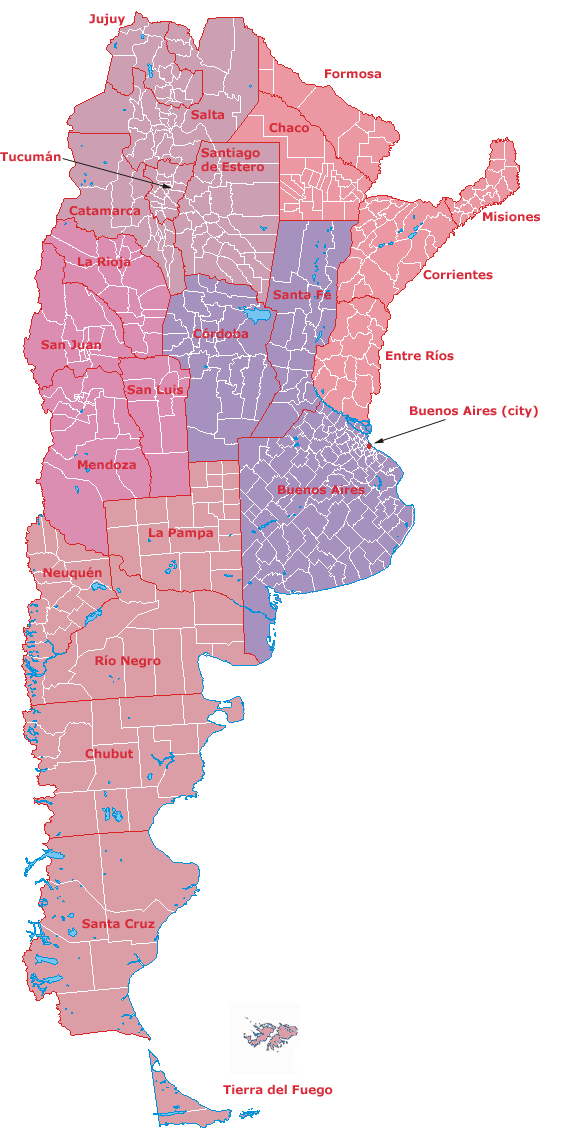 Jujuy
Formosa
Salta
Chaco
Santiago
de Estero
Tucumán
Catamarca
Misiones
La Rioja
Corrientes
Santa Fé
Córdoba
San Juan
Entre Ríos
San Luis
Buenos Aires (city)
Mendoza
Buenos Aires
La Pampa
Neuquén
Río Negro
Chubut
Santa Cruz
Tierra del Fuego